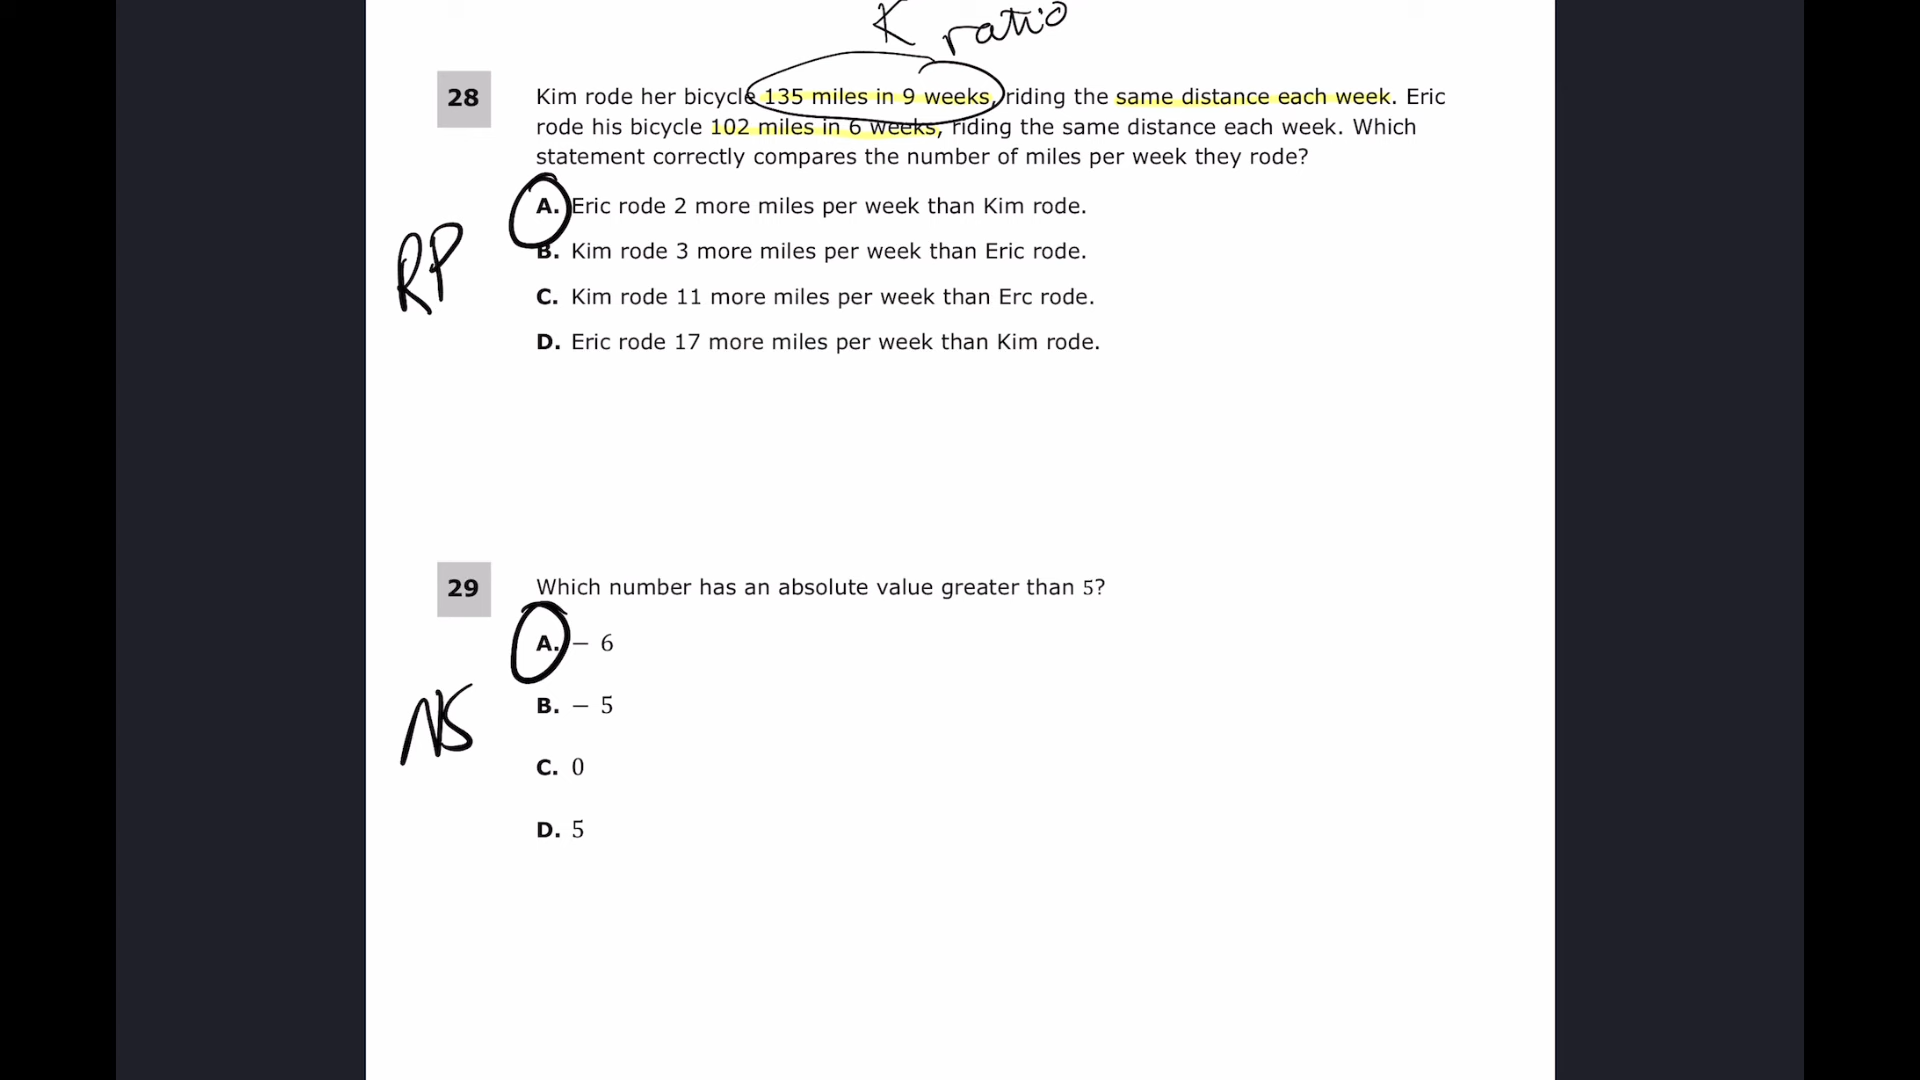 K ratio
28 Kim rode her bicycle 135 miles in 9 weeks, riding the same distance each week. Eric
rode his bicycle 102 miles in 6 weeks, riding the same distance each week. Which
statement correctly compares the number of miles per week they rode?
A. Eric rode 2 more miles per week than Kim rode.
B. Kim rode 3 more miles per week than Eric rode.
RP
C. Kim rode 11 more miles per week than Erc rode.
D. Eric rode 17 more miles per week than Kim rode.
29 Which number has an absolute value greater than 5?
A. – 6
B. – 5
NS
C. 0
D. 5